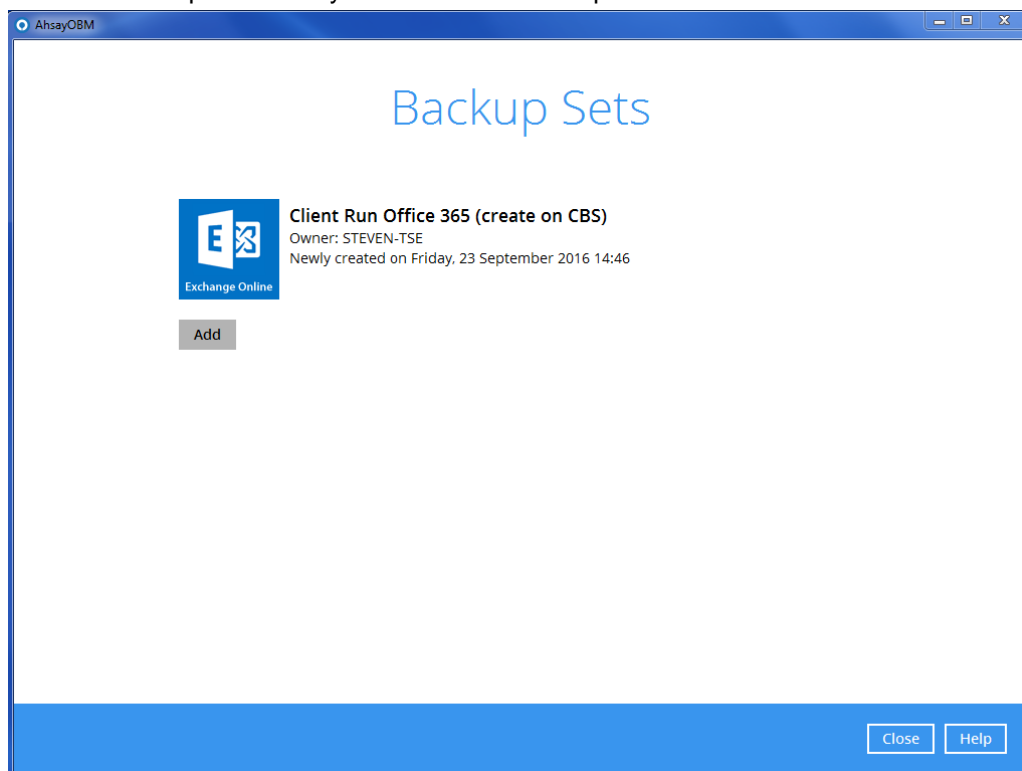 AhsayOBM
Backup Sets
E
Exchange Online
Client Run Office 365 (create on CBS)
Owner: STEVEN-TSE
Newly created on Friday, 23 September 2016 14:46
Add
Close
Help